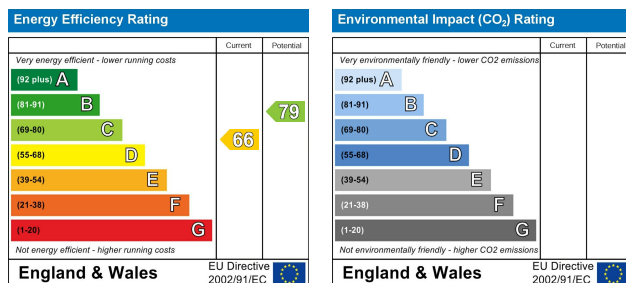 Energy Efficiency Rating
Current Potential
Very energy efficient - lower running costs
(92 plus) A
(81-91) B
79
(69-80) C
66
(55-68) D
(39-54) E
(21-38) F
(1-20) G
Not energy efficient - higher running costs
England & Wales
EU Directive
2002/91/EC
Environmental Impact (CO₂) Rating
Current Potential
Very environmentally friendly - lower CO2 emissions
(92 plus) A
(81-91) B
(69-80) C
(55-68) D
(39-54) E
(21-38) F
(1-20) G
Not environmentally friendly - higher CO2 emissions
England & Wales
EU Directive
2002/91/EC